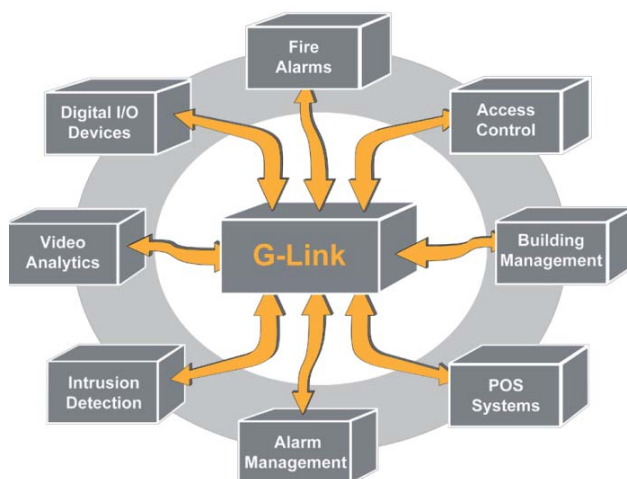 Fire
Alarms
Digital I/O
Devices
Access
Control
Video
Analytics
G-Link
Building
Management
Intrusion
Detection
POS
Systems
Alarm
Management